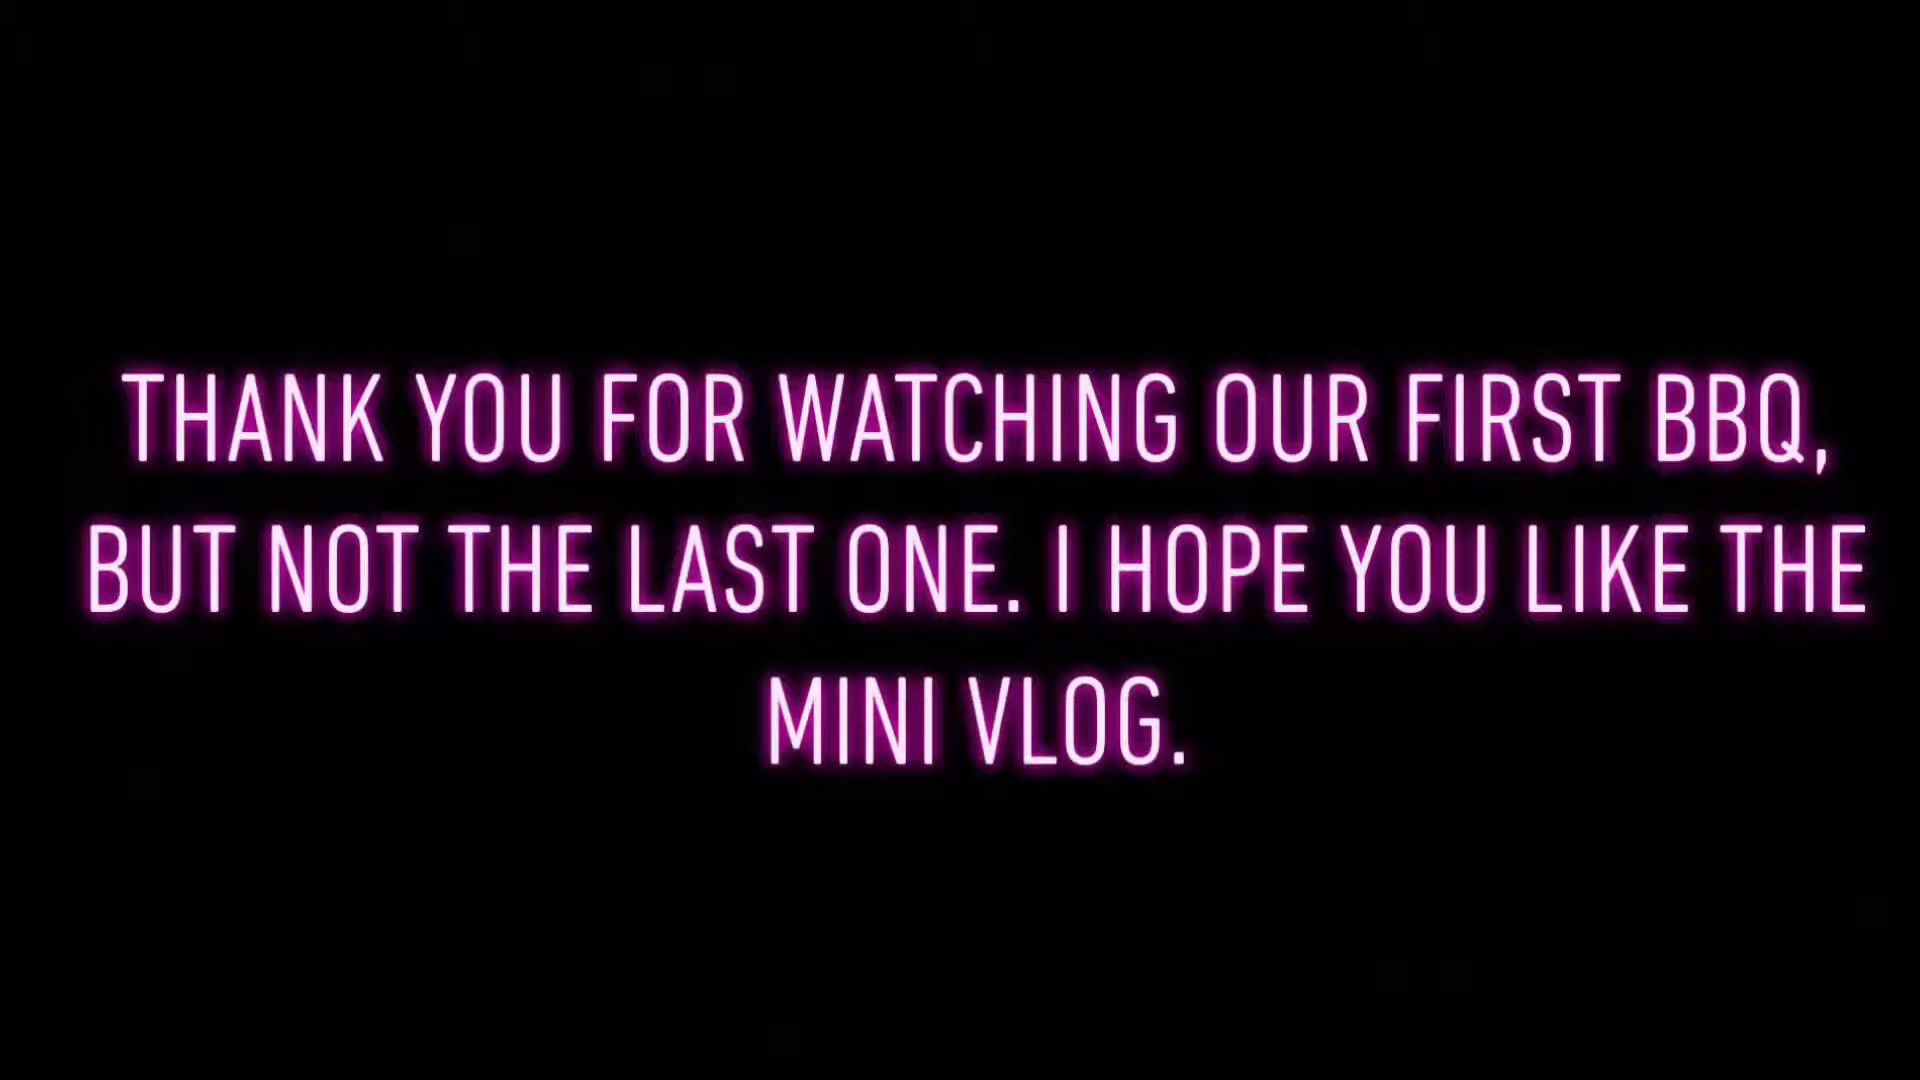 THANK YOU FOR WATCHING OUR FIRST BBQ,
BUT NOT THE LAST ONE. I HOPE YOU LIKE THE
MINI VLOG.